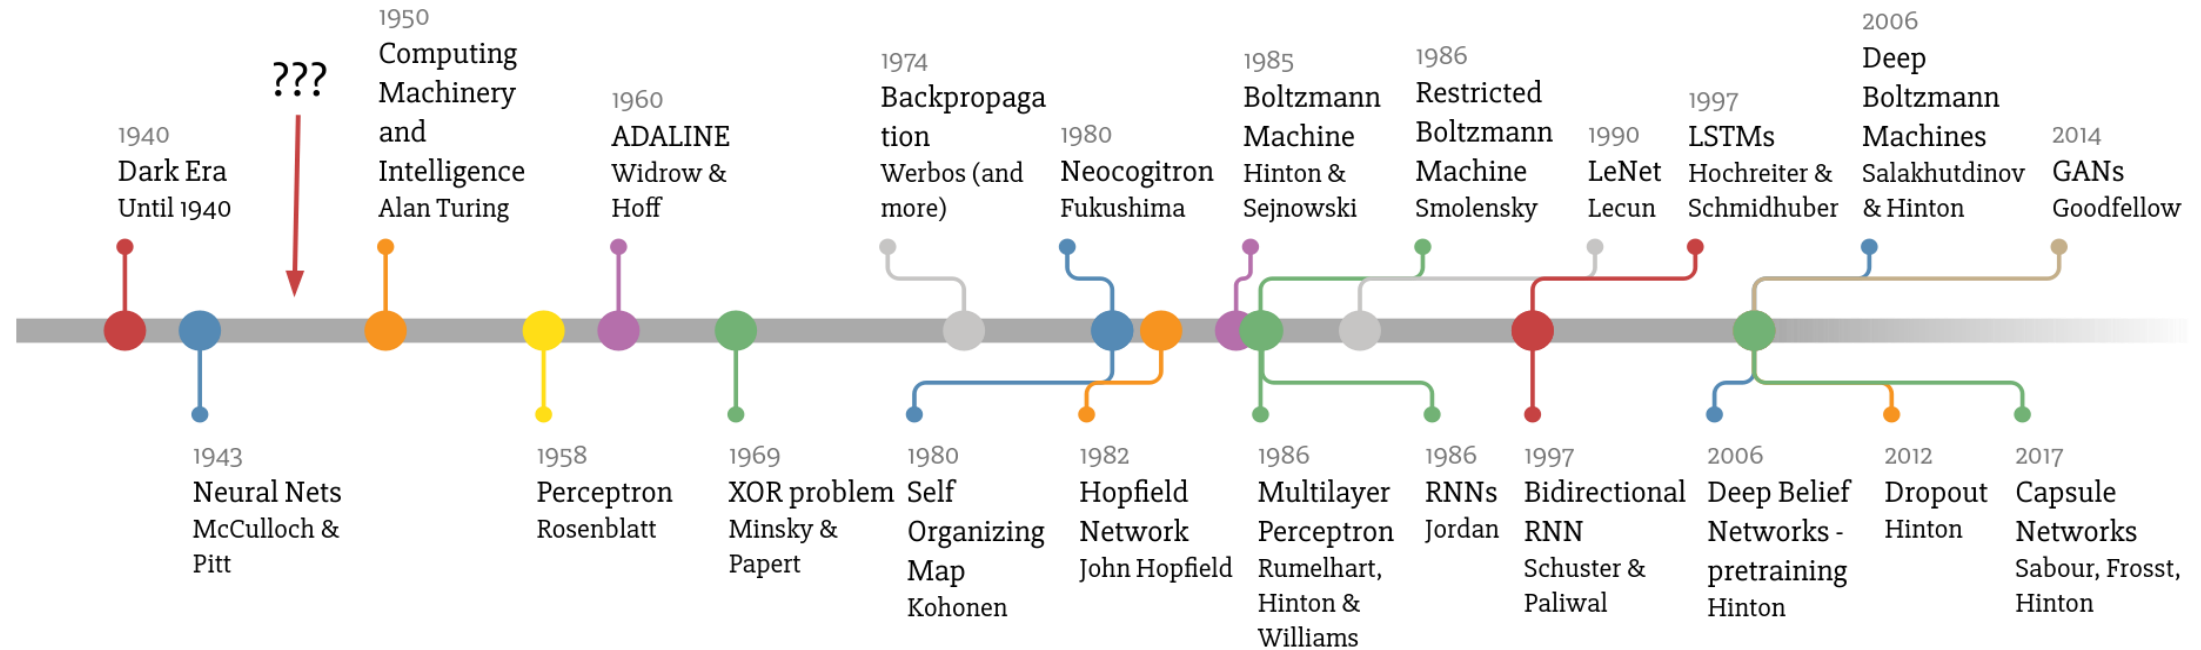 ???
1940
Dark Era
Until 1940
1950
Computing
Machinery
and
Intelligence
Alan Turing
1960
ADALINE
Widrow &
Hoff
1974
Backpropaga
tion
Werbos (and
more)
1980
Neocogitron
Fukushima
1985
Boltzmann
Machine
Hinton &
Sejnowski
1986
Restricted
Boltzmann
Machine
Smolensky
1990
LeNet
Lecun
1997
LSTMs
Hochreiter &
Schmidhuber
2006
Deep
Boltzmann
Machines
Salakhutdinov
& Hinton
2014
GANs
Goodfellow
1943
Neural Nets
McCulloch &
Pitt
1958
Perceptron
Rosenblatt
1969
XOR problem
Minsky &
Papert
1980
Self
Organizing
Map
Kohonen
1982
Hopfield
Network
John Hopfield
1986
Multilayer
Perceptron
Rumelhart,
Hinton &
Williams
1986
RNNs
Jordan
1997
Bidirectional
RNN
Schuster &
Paliwal
2006
Deep Belief
Networks -
pretraining
Hinton
2012
Dropout
Hinton
2017
Capsule
Networks
Sabour, Frosst,
Hinton